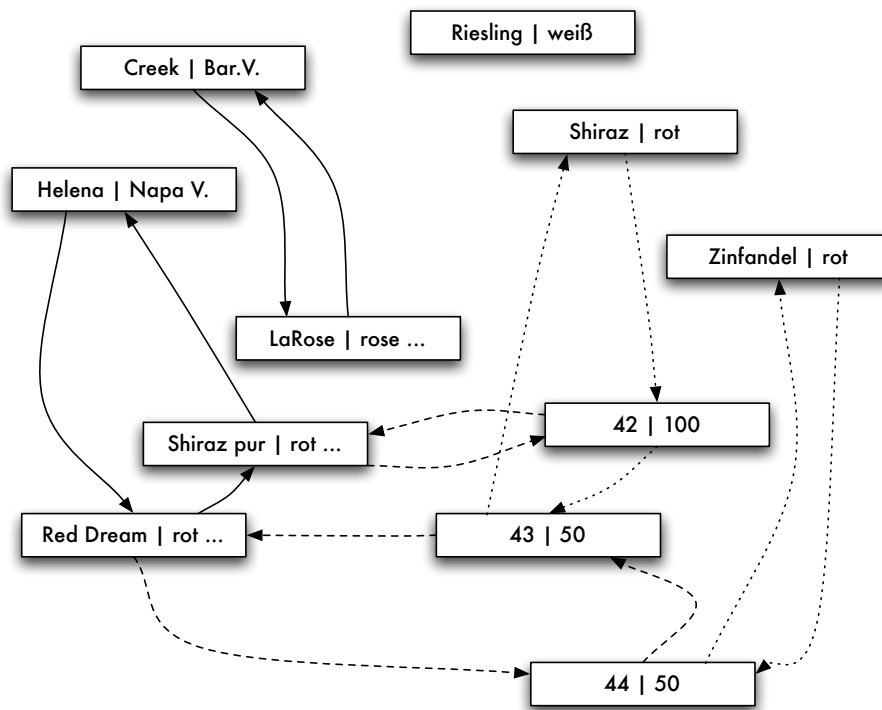 Riesling | weiß
Creek | Bar.V.
Shiraz | rot
Helena | Napa V.
Zinfandel | rot
LaRose | rose ...
42 | 100
Shiraz pur | rot ...
Red Dream | rot ...
43 | 50
44 | 50